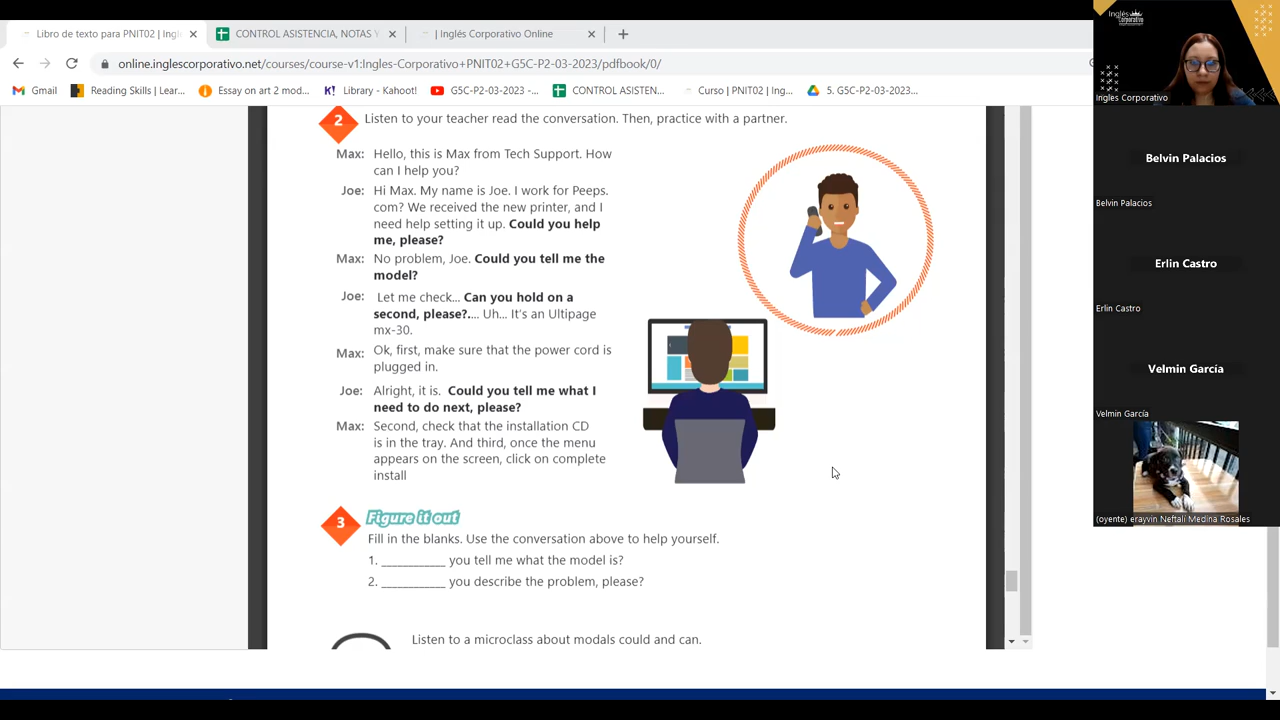 Libro de texto para PNIT02 | Ingl
CONTROL ASISTENCIA, NOTAS Y
| Inglés Corporativo Online
online.inglescorporativo.net/courses/course-v1:Ingles-Corporativo+PNIT02+G5C-P2-03-2023/pdfbook/0/
Gmail
Reading Skills | Lear...
Essay on art 2 mod...
Library - Kahoot!
G5C-P2-03-2023 -...
CONTROL ASISTEN...
Curso | PNIT02 | Ing...
5. G5C-P2-03-2023...
2
Listen to your teacher read the conversation. Then, practice with a partner.
Max: Hello, this is Max from Tech Support. How
can I help you?
Joe: Hi Max. My name is Joe. I work for Peeps.
com? We received the new printer, and I
need help setting it up. Could you help
me, please?
Max: No problem, Joe. Could you tell me the
model?
Joe: Let me check... Can you hold on a
second, please?.... Uh... It's an Ultipage
mx-30.
Max: Ok, first, make sure that the power cord is
plugged in.
Joe: Alright, it is. Could you tell me what I
need to do next, please?
Max: Second, check that the installation CD
is in the tray. And third, once the menu
appears on the screen, click on complete
install
3
Figure it out
Fill in the blanks. Use the conversation above to help yourself.
1. ____________ you tell me what the model is?
2. ____________ you describe the problem, please?
Listen to a microclass about modals could and can.
Inglés
Corporativo
Ingles Corporativo
Belvin Palacios
Belvin Palacios
Erlin Castro
Erlin Castro
Velmin García
Velmin García
(oyente) erayvin Neftalí Medina Rosales